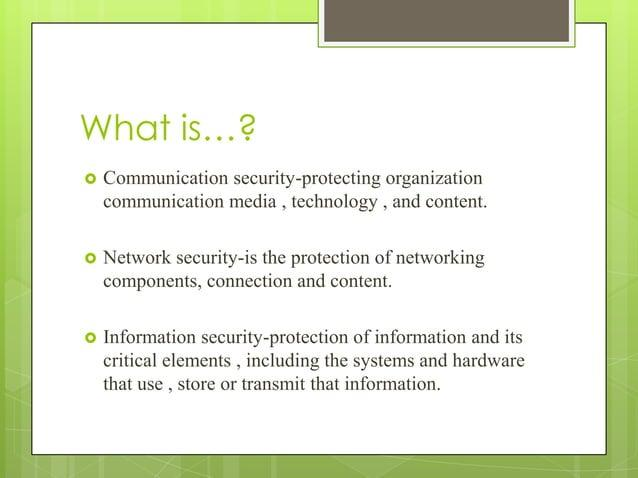 What is…?
Communication security-protecting organization
communication media , technology , and content.
Network security-is the protection of networking
components, connection and content.
Information security-protection of information and its
critical elements , including the systems and hardware
that use , store or transmit that information.